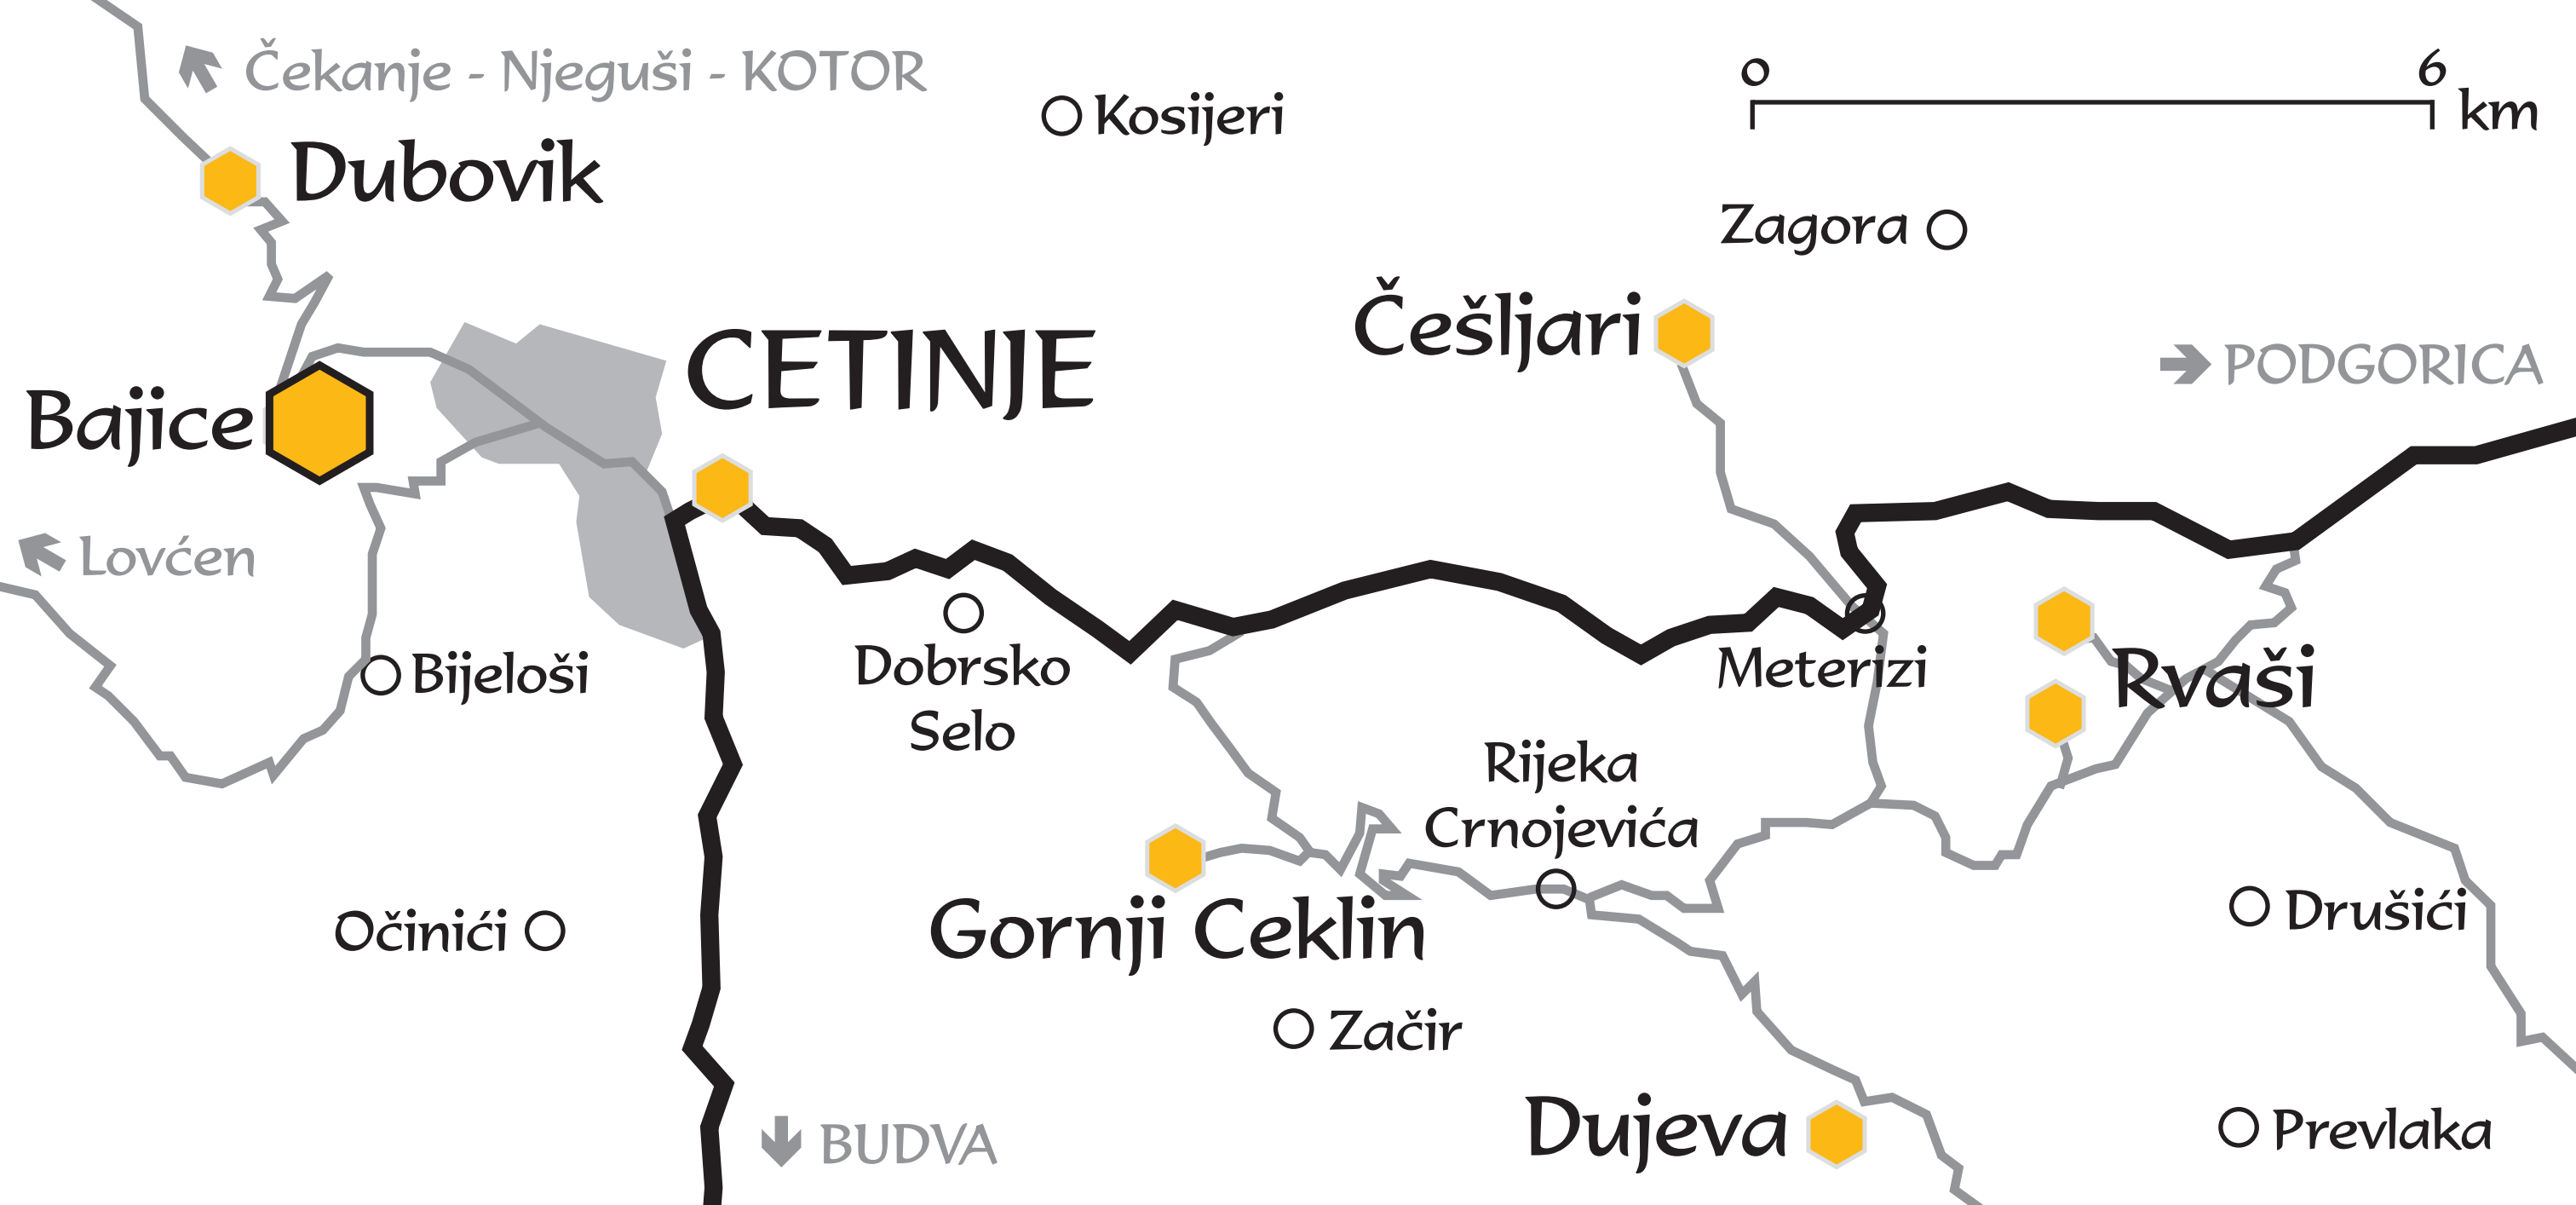 Čekanje - Njeguši - KOTOR
0
6
km
Kosijeri
Dubovik
Zagora
Češljari
CETINJE
PODGORICA
Bajice
Lovćen
Bijeloši
Dobrsko
Selo
Meterizi
Rvaši
Rijeka
Crnojevića
Očinići
Gornji Ceklin
Drušići
Začir
Dujeva
BUDVA
Prevlaka